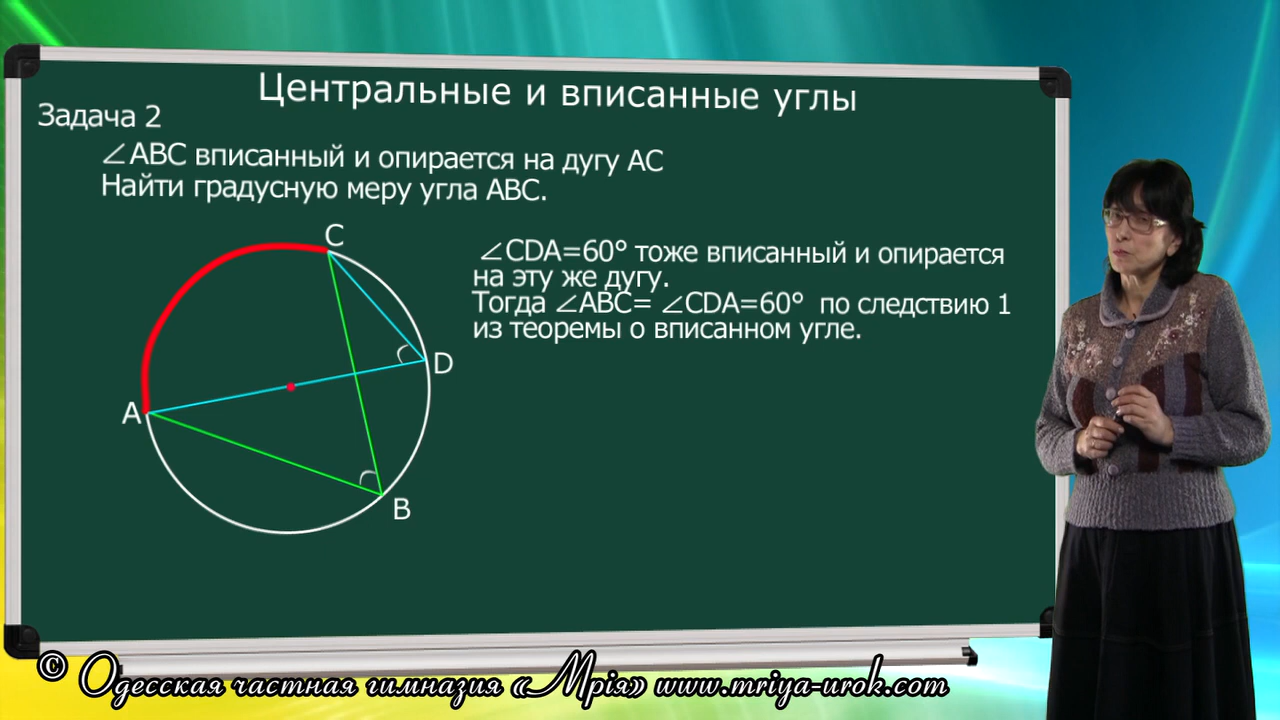 Центральные и вписанные углы
Задача 2
∠ABC вписанный и опирается на дугу AC
Найти градусную меру угла ABC.
C
∠CDA=60° тоже вписанный и опирается
на эту же дугу.
Тогда ∠ABC= ∠CDA=60° по следствию 1
из теоремы о вписанном угле.
D
A
B
© Одесская частная гимназия «Мрія» www.mriya-urok.com